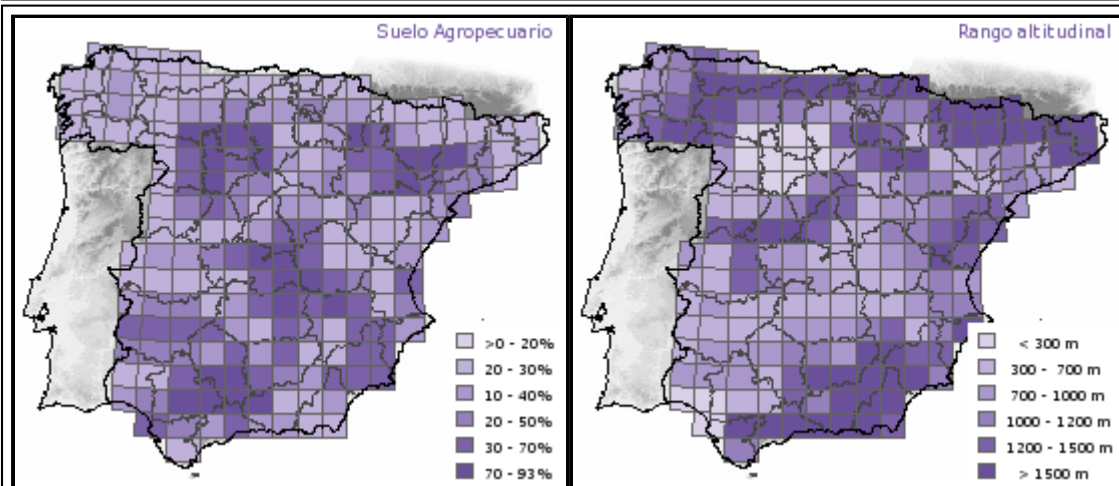 Suelo Agropecuario
>0 - 20%
20 - 30%
10 - 40%
20 - 50%
30 - 70%
70 - 93%
Rango altitudinal
< 300 m
300 - 700 m
700 - 1000 m
1000 - 1200 m
1200 - 1500 m
> 1500 m